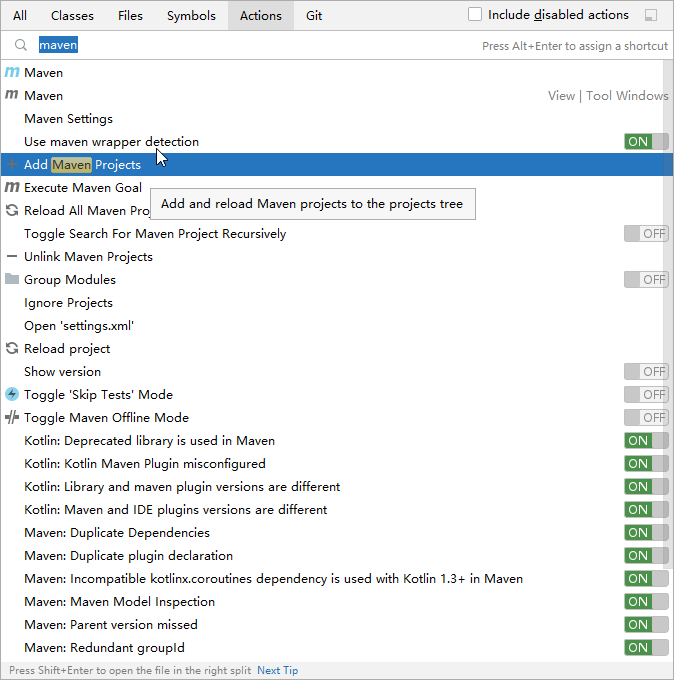 All Classes Files Symbols Actions Git Include disabled actions
maven Press Alt+Enter to assign a shortcut
Maven
Maven View | Tool Windows
Maven Settings
Use maven wrapper detection ON
Add Maven Projects
Execute Maven Goal
Add and reload Maven projects to the projects tree
Reload All Maven Pro
Toggle Search For Maven Project Recursively OFF
Unlink Maven Projects
Group Modules OFF
Ignore Projects
Open 'settings.xml'
Reload project
Show version OFF
Toggle 'Skip Tests' Mode OFF
Toggle Maven Offline Mode OFF
Kotlin: Deprecated library is used in Maven ON
Kotlin: Kotlin Maven Plugin misconfigured ON
Kotlin: Library and maven plugin versions are different ON
Kotlin: Maven and IDE plugins versions are different ON
Maven: Duplicate Dependencies ON
Maven: Duplicate plugin declaration ON
Maven: Incompatible kotlinx.coroutines dependency is used with Kotlin 1.3+ in Maven ON
Maven: Maven Model Inspection ON
Maven: Parent version missed ON
Maven: Redundant groupId ON
Press Shift+Enter to open the file in the right split Next Tip